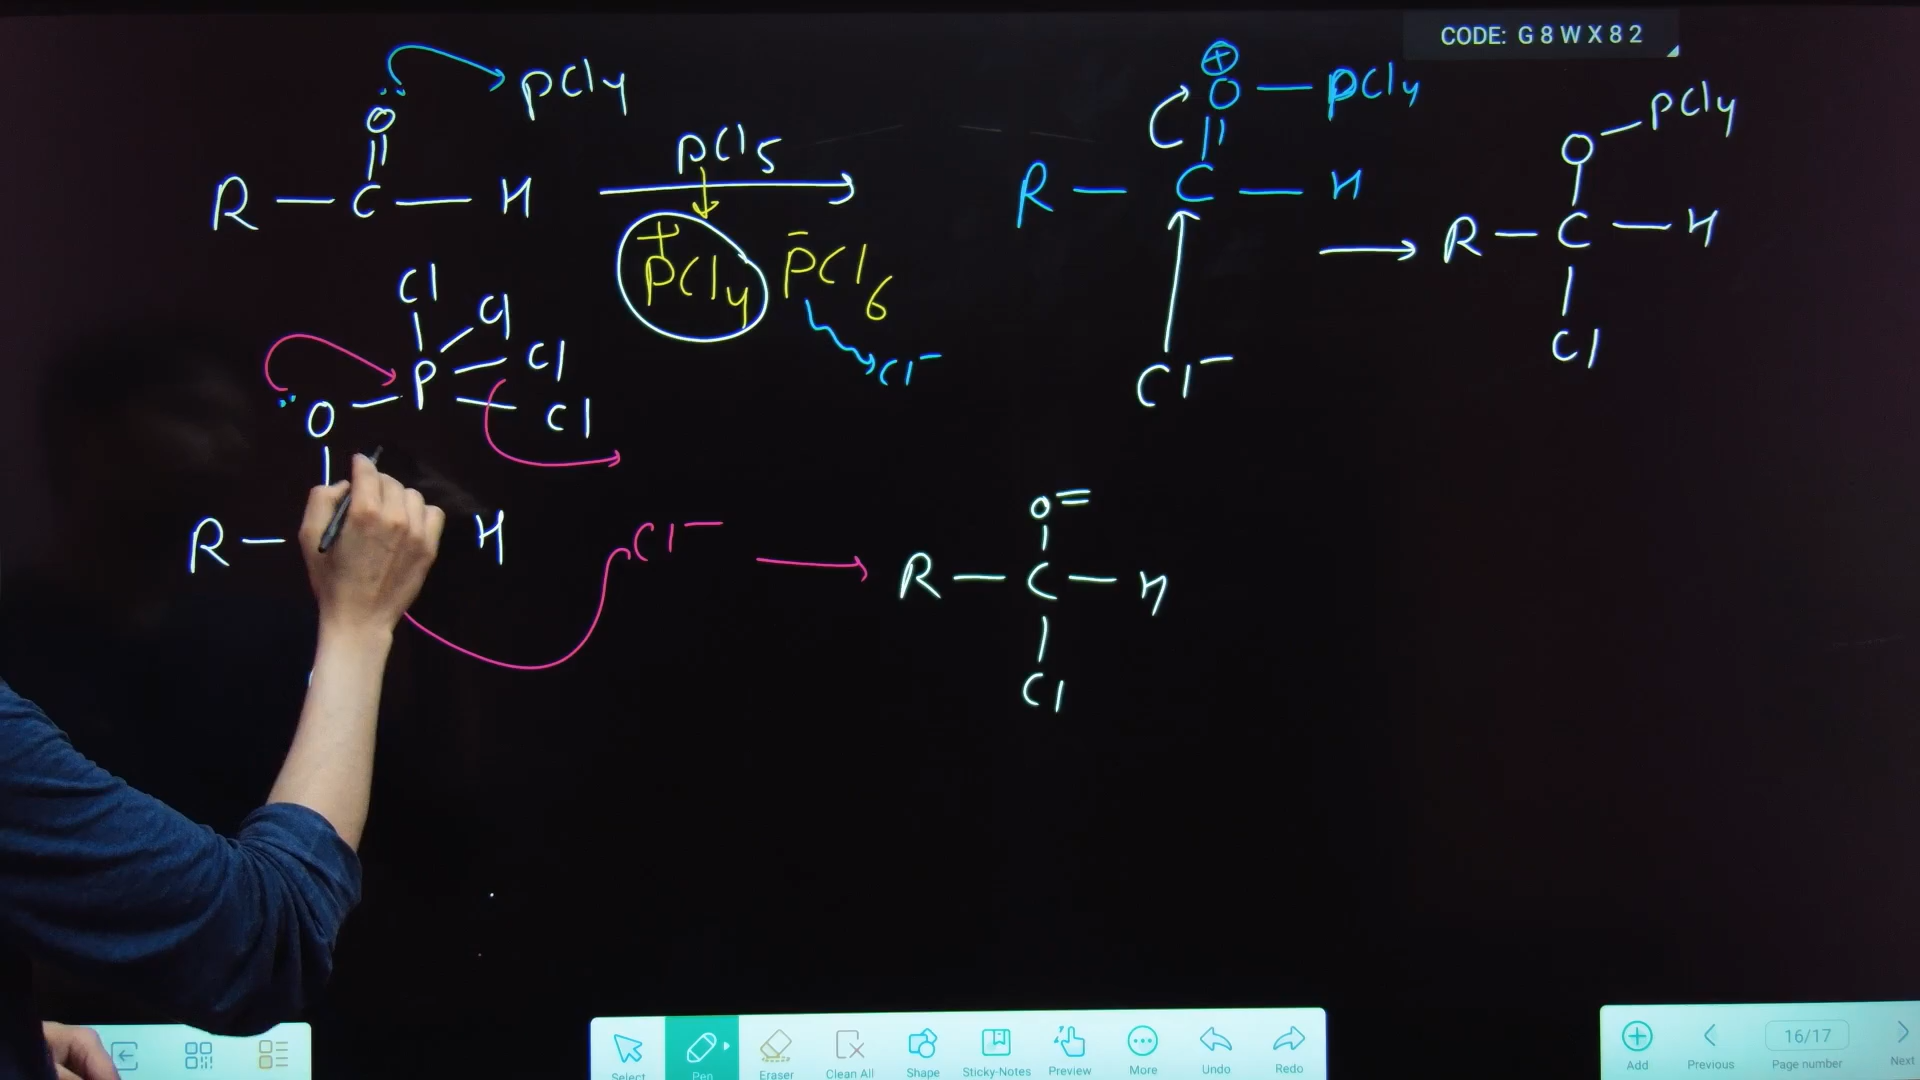 CODE: G8WX82
PCl4
O
R — C — H
PCl5
+PCl4 -PCl6
Cl-
⊕
O — PCl4
R — C — H
Cl-
O — PCl4
R — C — H
Cl
Cl
Cl
P Cl
O Cl
R — H
Cl-
O=
R — C — H
Cl
Select
Pen
Eraser
Clean All
Shape
Sticky-Notes
Preview
More
Undo
Redo
Add
Previous
16/17
Page number
Next